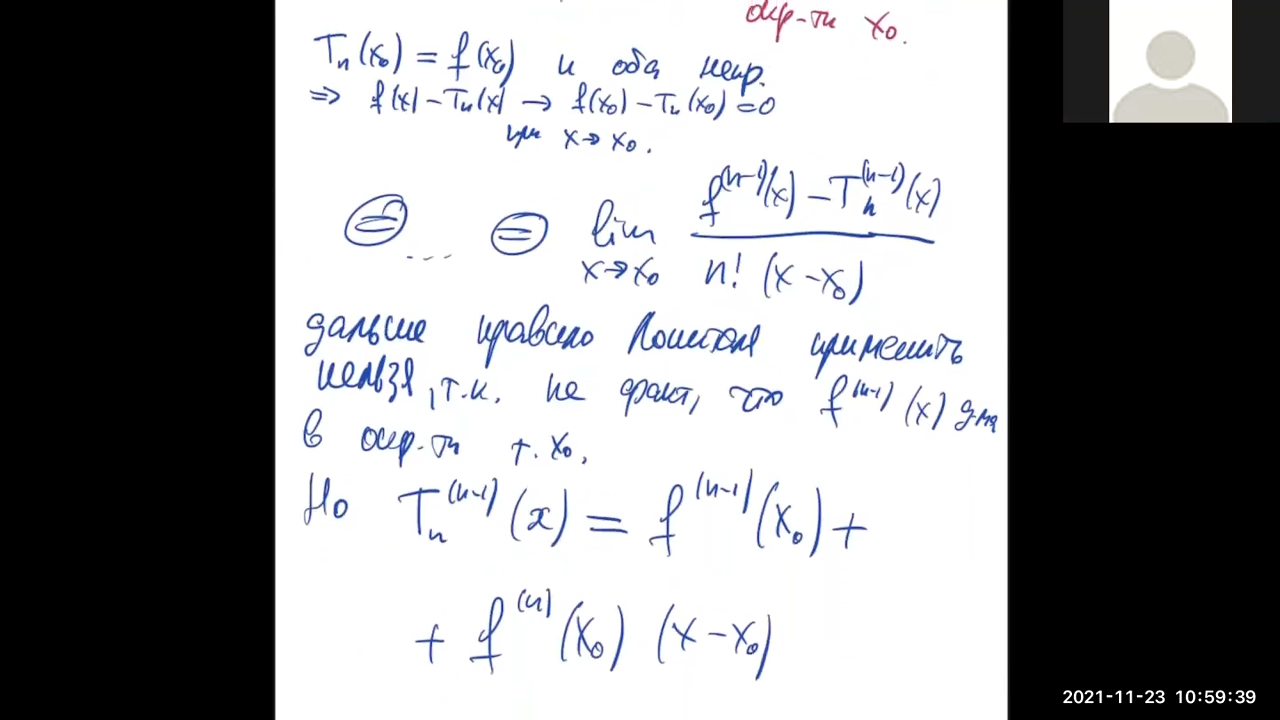 окр-ти x₀.
Tₙ(x₀) = f(x₀) и оба непр.
⇒ f(x) − Tₙ(x) → f(x₀) − Tₙ(x₀) = 0
при x → x₀.
= ... = lim x→x₀ (f⁽ⁿ⁻¹⁾(x) − Tₙ⁽ⁿ⁻¹⁾(x)) / (n! (x − x₀))
дальше правило Лопиталя применить
нельзя, т.к. не факт, что f⁽ⁿ⁻¹⁾(x) дма
в окр-ти т. x₀.
Но Tₙ⁽ⁿ⁻¹⁾(x) = f⁽ⁿ⁻¹⁾(x₀) +
+ f⁽ⁿ⁾(x₀) (x − x₀)
2021-11-23 10:59:39